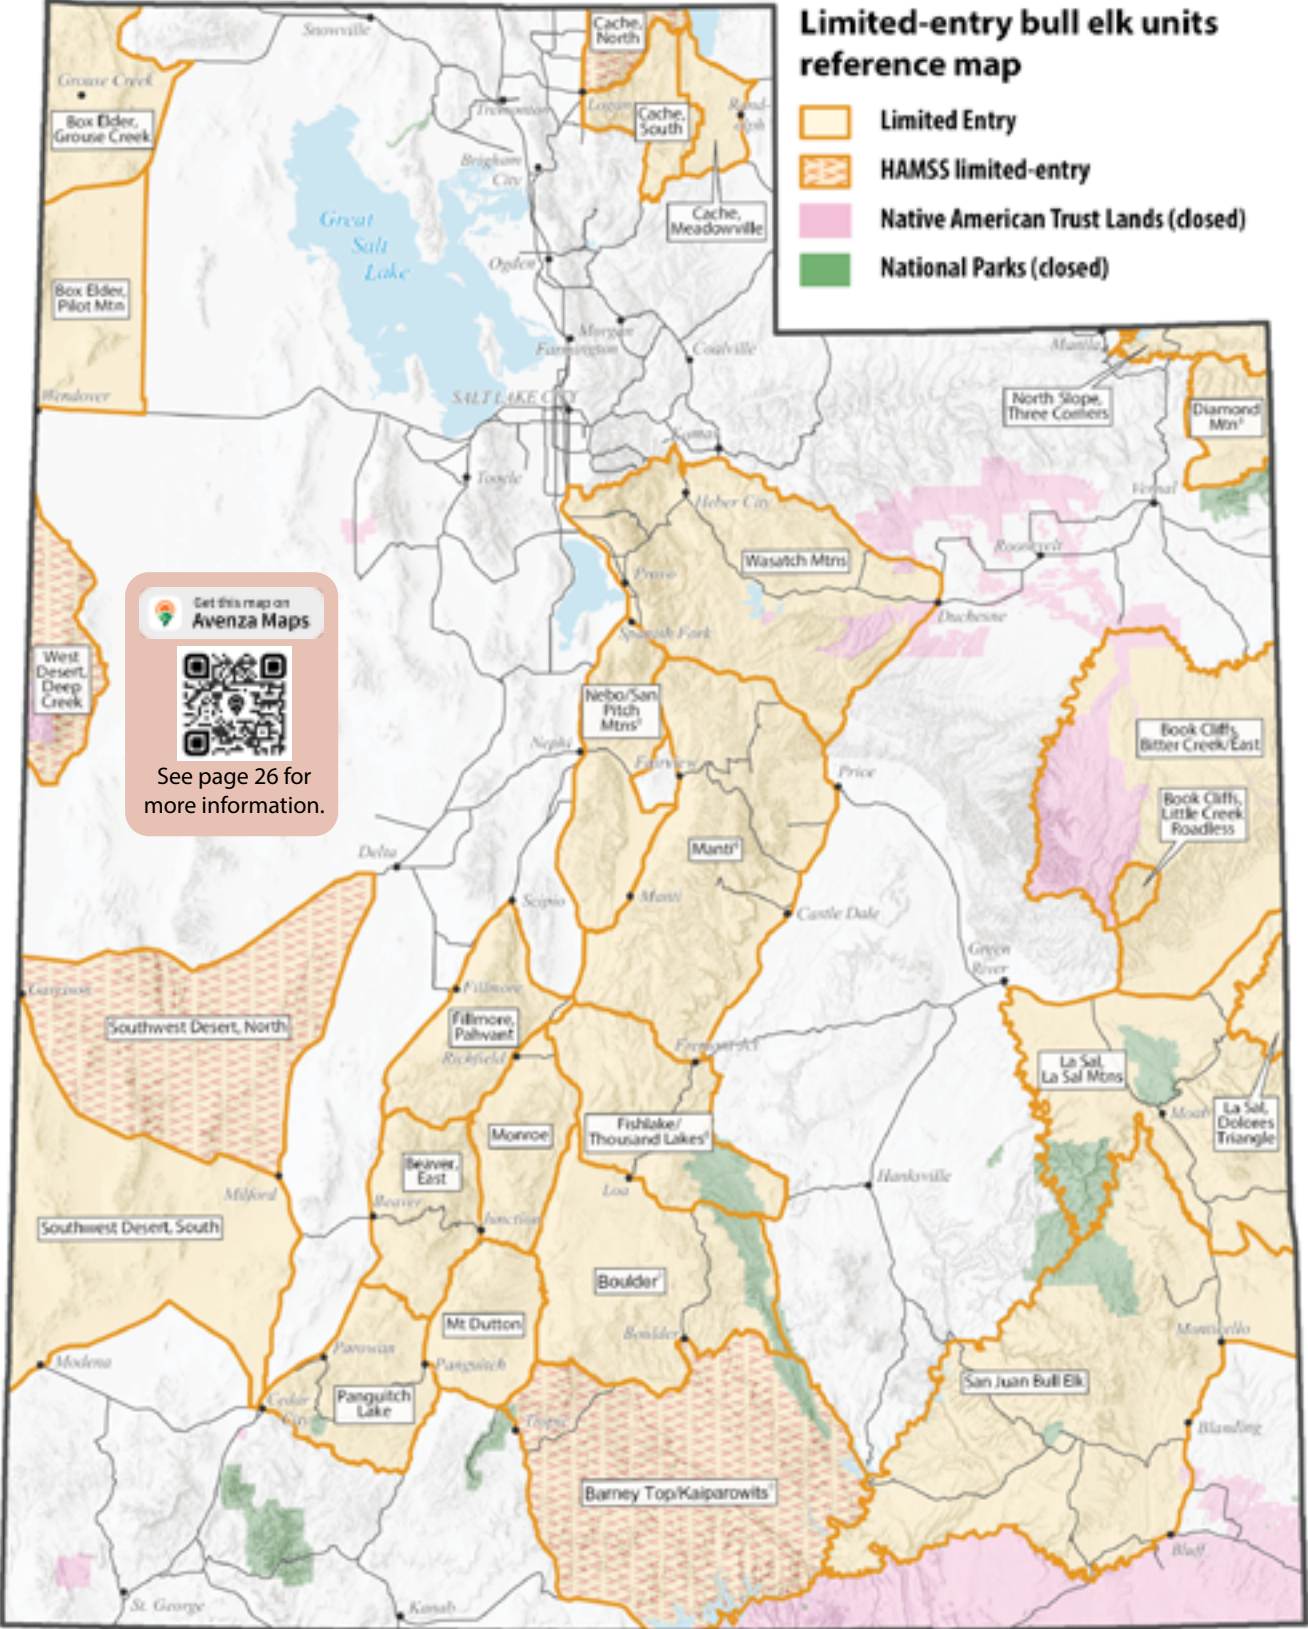 Limited-entry bull elk units
reference map
Limited Entry
HAMSS limited-entry
Native American Trust Lands (closed)
National Parks (closed)
Snowville
Cache,
North
Grouse Creek
Box Elder,
Grouse Creek
Tremonton
Logan
Cache,
South
Rand-
olph
Brigham
City
Cache,
Meadowville
Great
Salt
Lake
Ogden
Box Elder,
Pilot Mtn
Morgan
Farmington
Coalville
Manila
Wendover
SALT LAKE CITY
North Slope,
Three Corners
Diamond
Mtn
Kamas
Tooele
Heber City
Vernal
Roosevelt
Wasatch Mtns
Provo
Duchesne
Spanish Fork
Get this map on
Avenza Maps
See page 26 for
more information.
West
Desert,
Deep
Creek
Nebo/San
Pitch
Mtns
Nephi
Fairview
Price
Book Cliffs,
Bitter Creek/East
Book Cliffs,
Little Creek
Roadless
Delta
Manti
Scipio
Manti
Castle Dale
Green
River
Garrison
Fillmore
Southwest Desert, North
Fillmore,
Pahvant
Richfield
Fremont Jct
La Sal,
La Sal Mtns
Moab
La Sal,
Dolores
Triangle
Monroe
Fishlake/
Thousand Lakes
Beaver,
East
Loa
Hanksville
Milford
Beaver
Junction
Southwest Desert, South
Boulder
Mt Dutton
Boulder
Monticello
Parowan
Modena
Panguitch
San Juan Bull Elk
Cedar
City
Panguitch
Lake
Tropic
Blanding
Barney Top/Kaiparowits
Bluff
St. George
Kanab